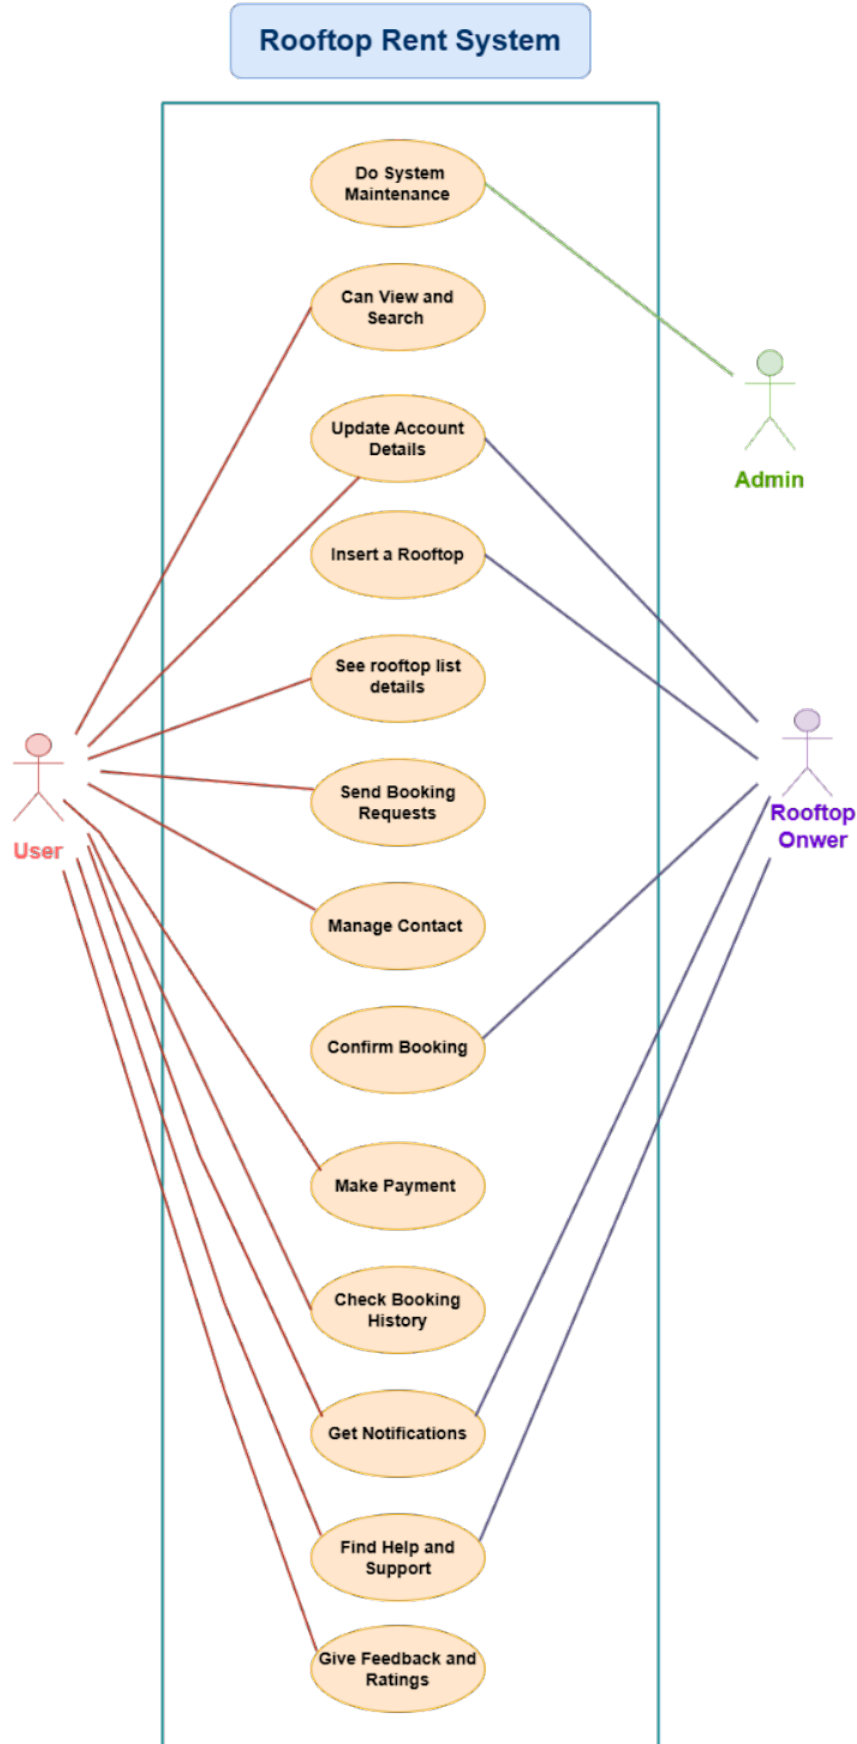 Rooftop Rent System
Do System
Maintenance
Can View and
Search
Update Account
Details
Admin
Insert a Rooftop
See rooftop list
details
Send Booking
Requests
Rooftop
Onwer
User
Manage Contact
Confirm Booking
Make Payment
Check Booking
History
Get Notifications
Find Help and
Support
Give Feedback and
Ratings